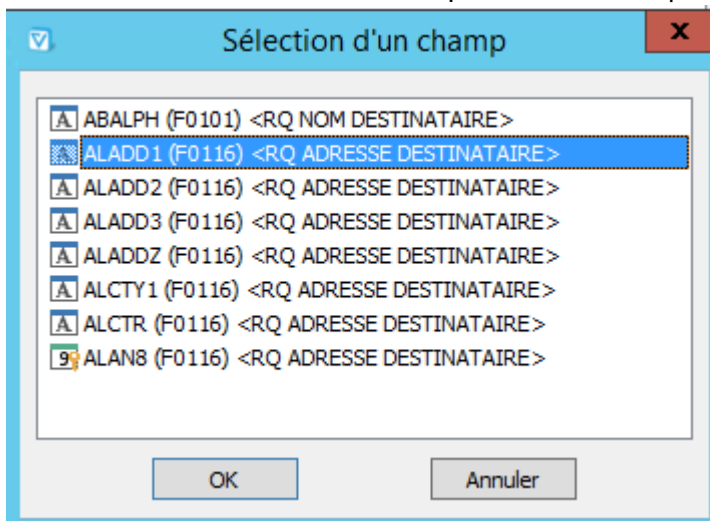 Sélection d'un champ
x
ABALPH (F0101) <RQ NOM DESTINATAIRE>
ALADD1 (F0116) <RQ ADRESSE DESTINATAIRE>
ALADD2 (F0116) <RQ ADRESSE DESTINATAIRE>
ALADD3 (F0116) <RQ ADRESSE DESTINATAIRE>
ALADDZ (F0116) <RQ ADRESSE DESTINATAIRE>
ALCTY1 (F0116) <RQ ADRESSE DESTINATAIRE>
ALCTR (F0116) <RQ ADRESSE DESTINATAIRE>
ALAN8 (F0116) <RQ ADRESSE DESTINATAIRE>
OK Annuler